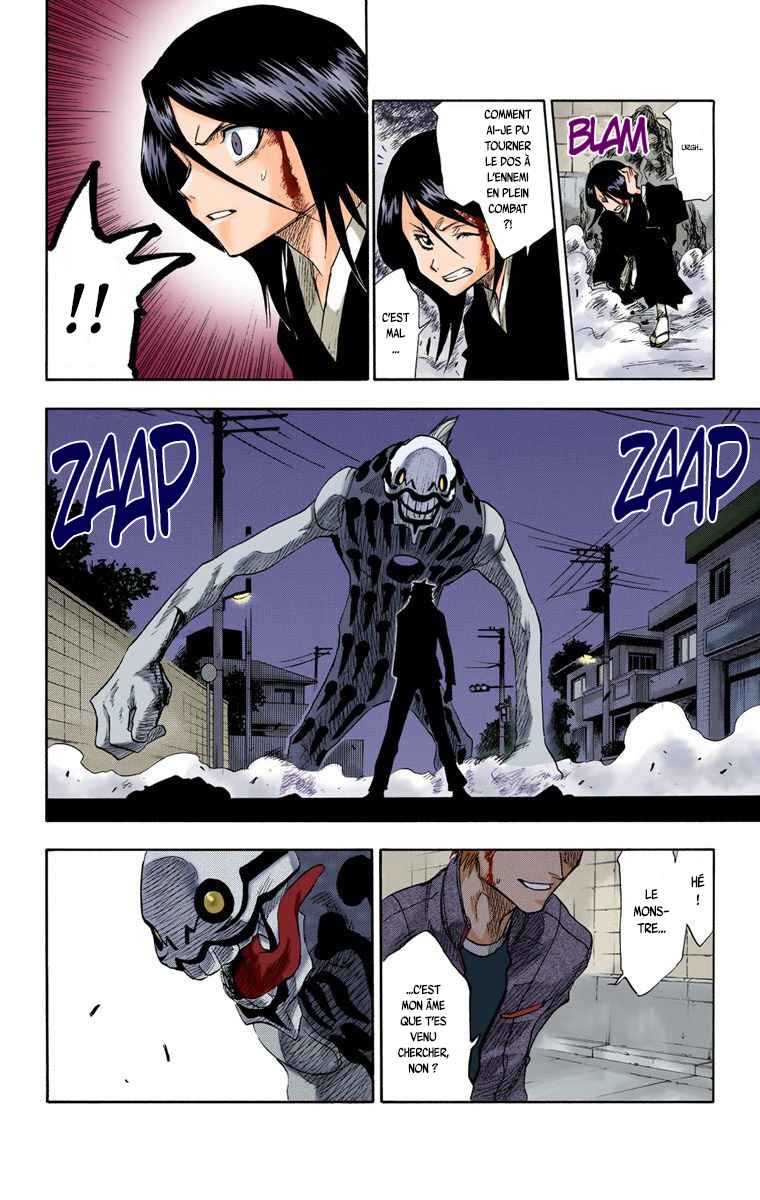 BLAM
URGH...
COMMENT
AI-JE PU
TOURNER
LE DOS À
L'ENNEMI
EN PLEIN
COMBAT
?!
C'EST
MAL
...
!!
ZAAP
ZAAP
HÉ
!
LE
MONS-
TRE...
...C'EST
MON ÂME
QUE T'ES
VENU
CHERCHER,
NON ?